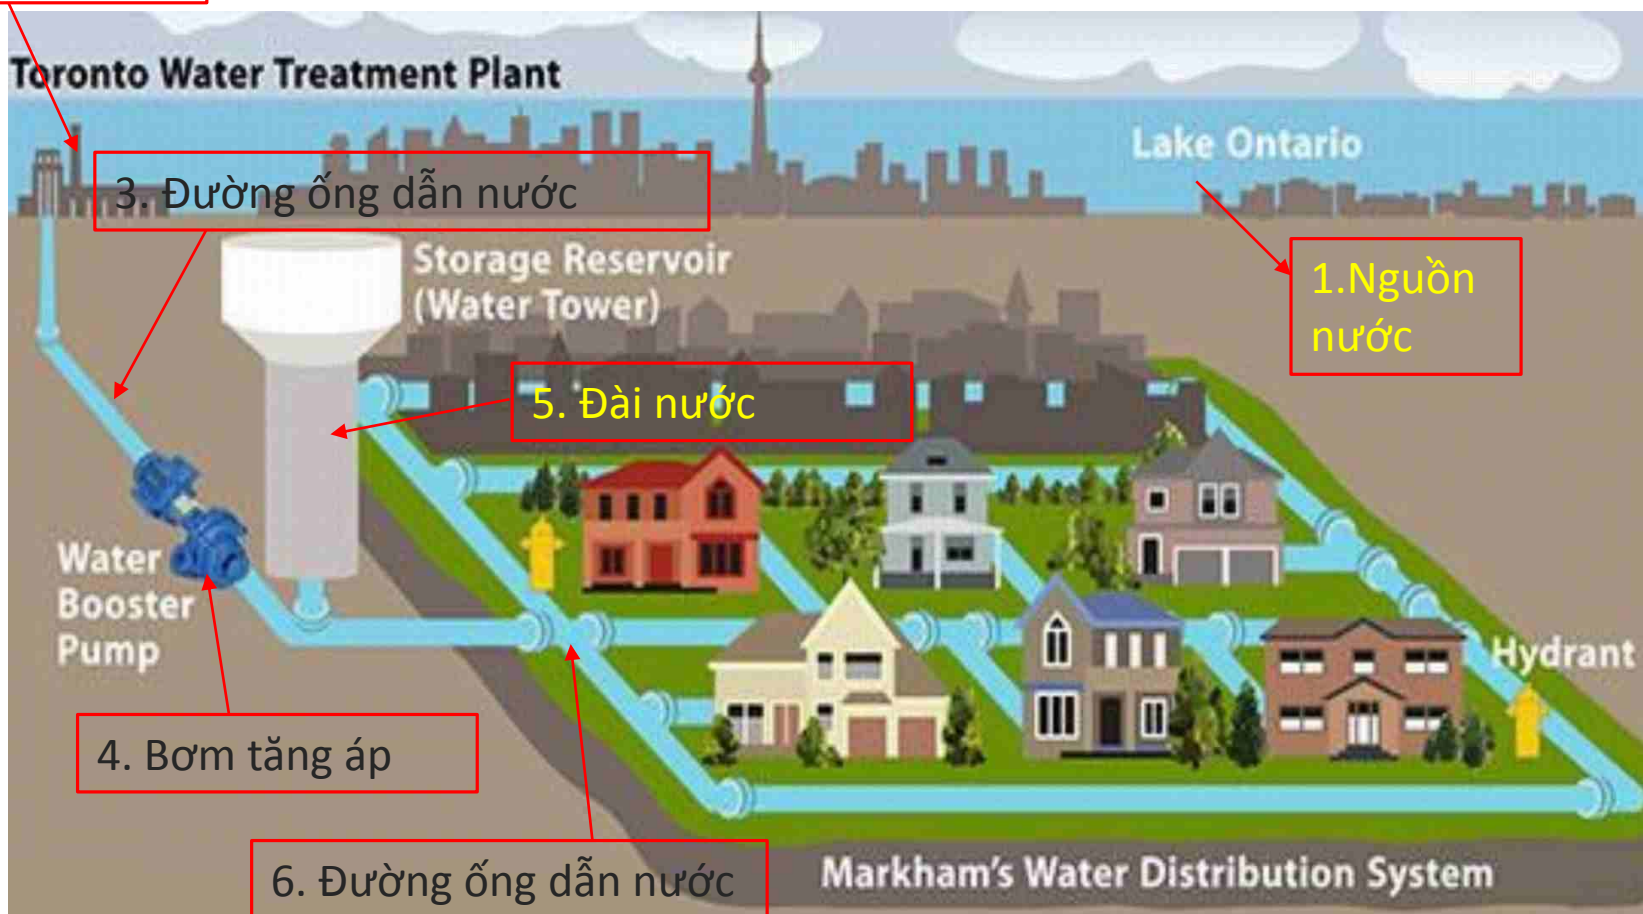 Toronto Water Treatment Plant
Lake Ontario
3. Đường ống dẫn nước
Storage Reservoir
(Water Tower)
1.Nguồn
nước
5. Đài nước
Water
Booster
Pump
Hydrant
4. Bơm tăng áp
6. Đường ống dẫn nước
Markham's Water Distribution System